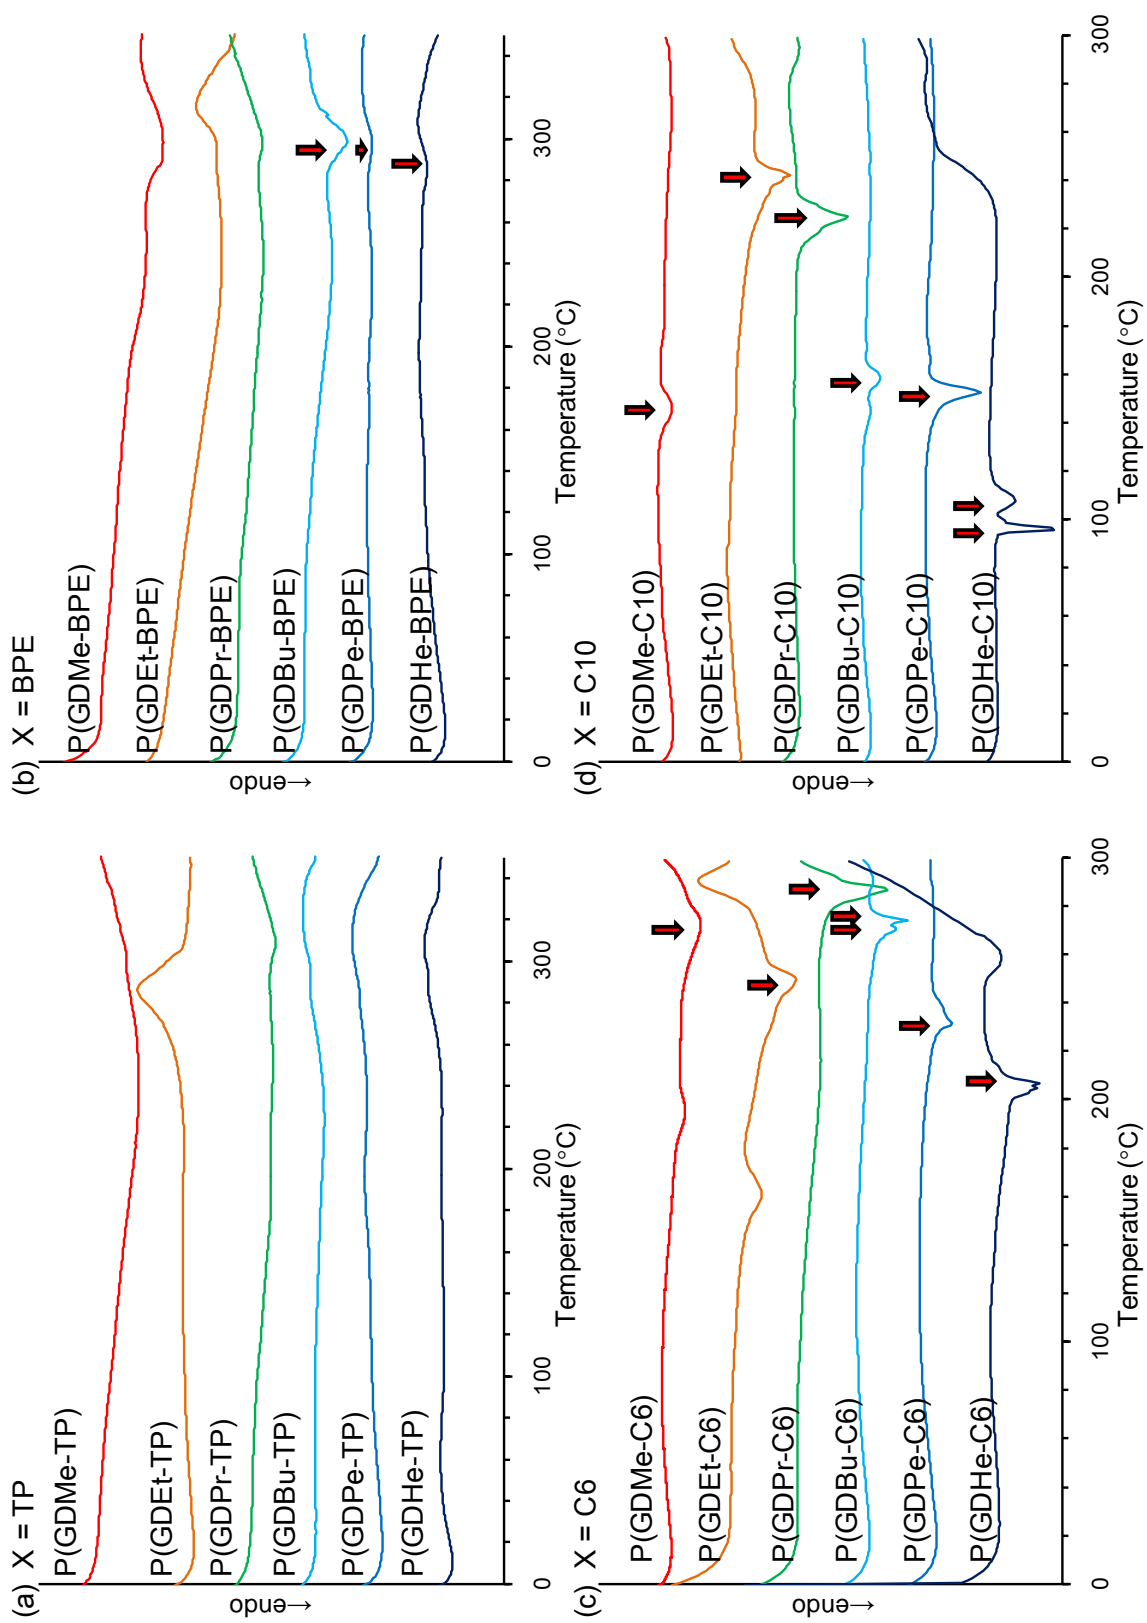 (a) X = TP
P(GDMe-TP)
P(GDEt-TP)
P(GDPr-TP)
P(GDBu-TP)
P(GDPe-TP)
P(GDHe-TP)
←endo
0 100 200 300
Temperature (°C)
(b) X = BPE
P(GDMe-BPE)
P(GDEt-BPE)
P(GDPr-BPE)
P(GDBu-BPE)
P(GDPe-BPE)
P(GDHe-BPE)
←endo
0 100 200 300
Temperature (°C)
(c) X = C6
P(GDMe-C6)
P(GDEt-C6)
P(GDPr-C6)
P(GDBu-C6)
P(GDPe-C6)
P(GDHe-C6)
←endo
0 100 200 300
Temperature (°C)
(d) X = C10
P(GDMe-C10)
P(GDEt-C10)
P(GDPr-C10)
P(GDBu-C10)
P(GDPe-C10)
P(GDHe-C10)
←endo
0 100 200 300
Temperature (°C)